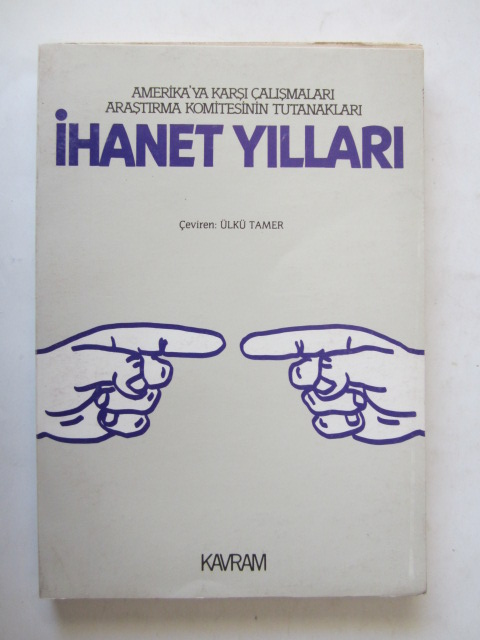 AMERİKA'YA KARŞI ÇALIŞMALARI
ARAŞTIRMA KOMİTESİNİN TUTANAKLARI
İHANET YILLARI
Çeviren: ÜLKÜ TAMER
KAVRAM